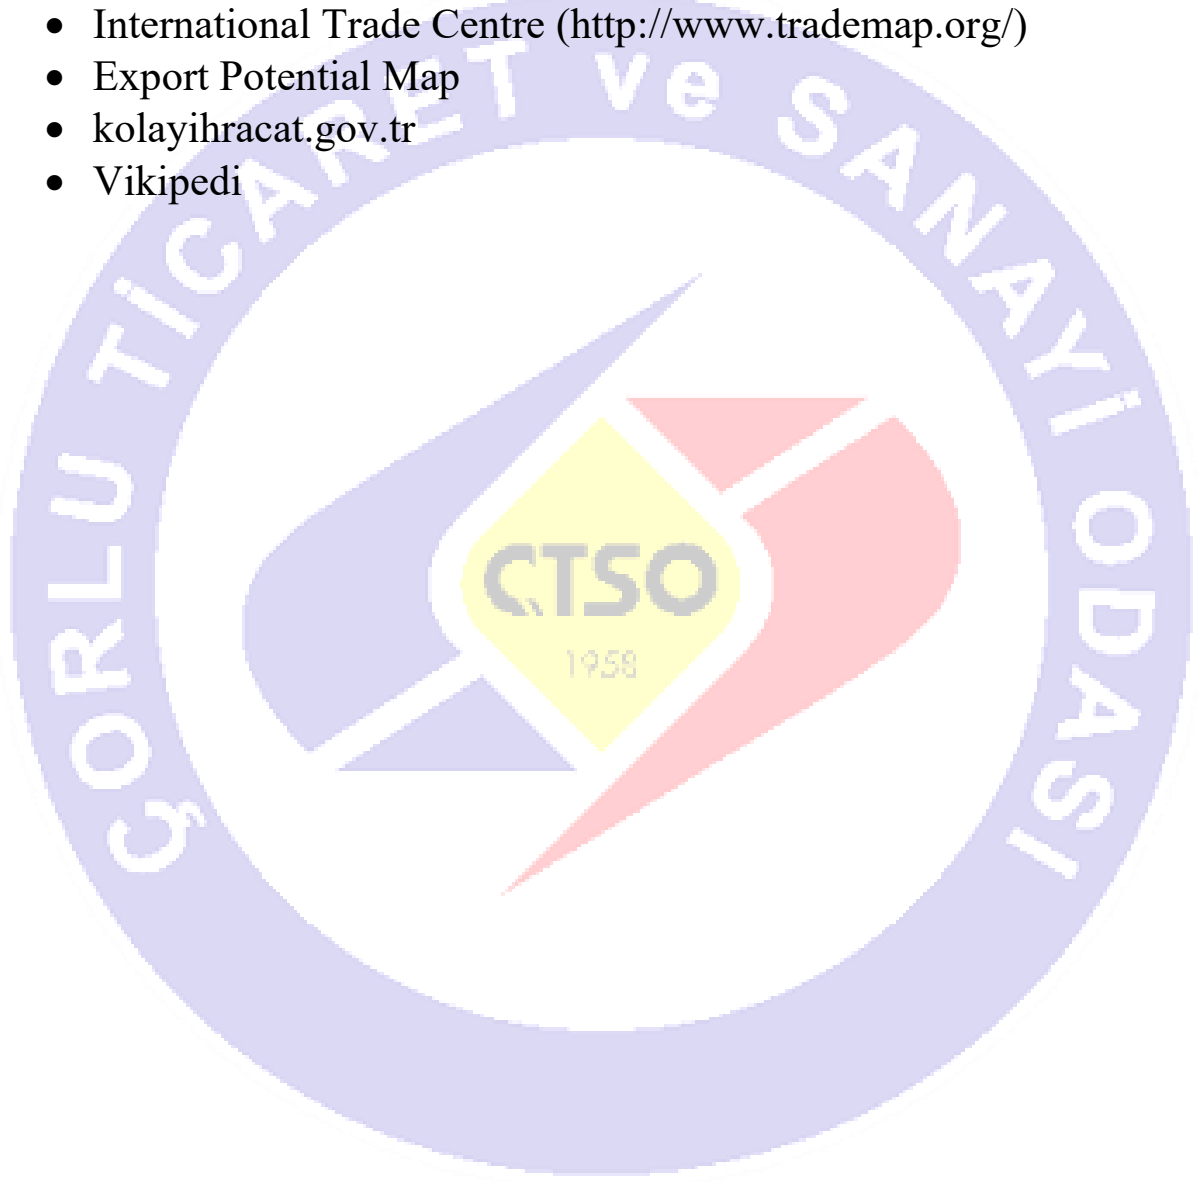 • International Trade Centre (http://www.trademap.org/)
• Export Potential Map
• kolayihracat.gov.tr
• Vikipedi
ÇORLU TİCARET ve SANAYİ ODASI
ÇTSO
1958